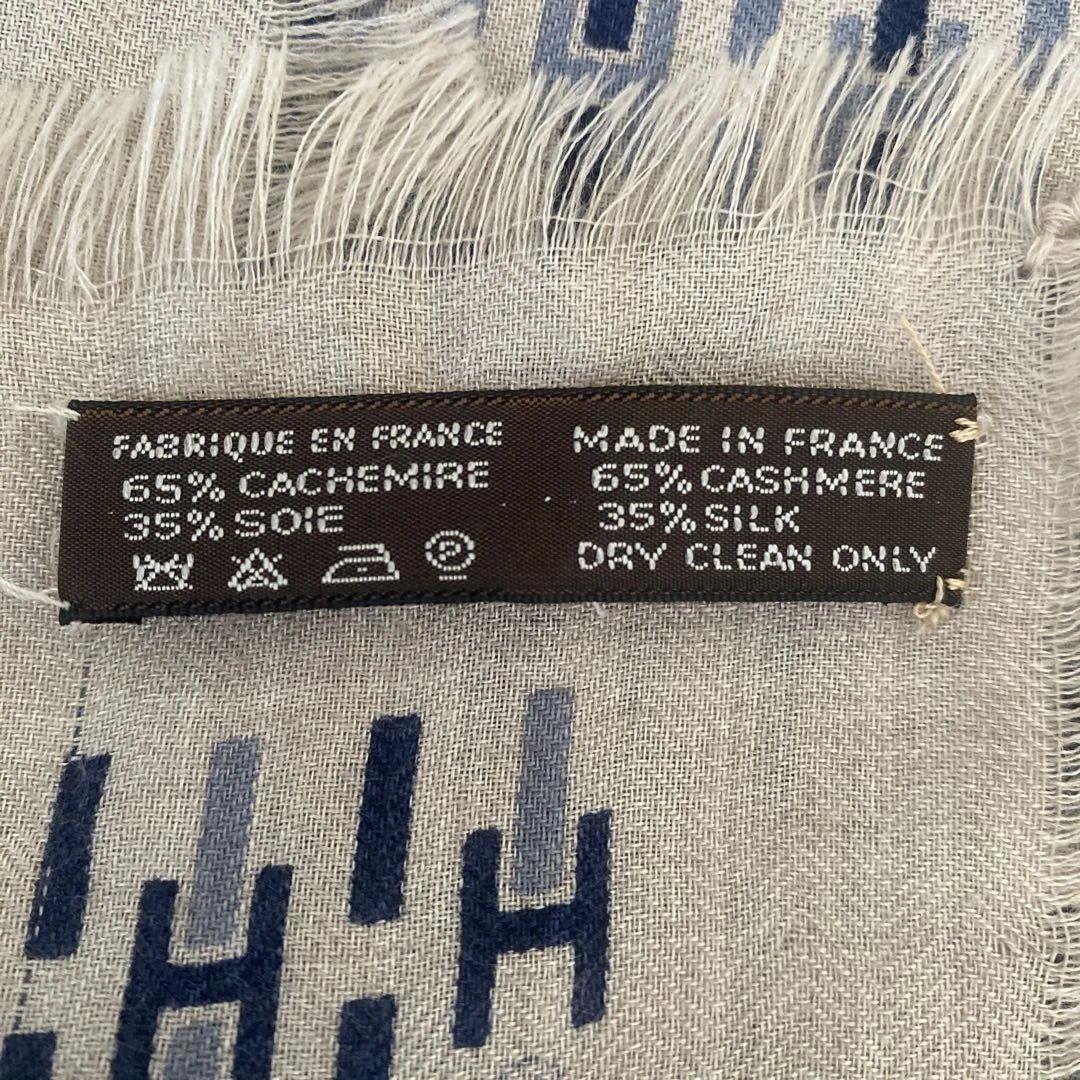 FABRIQUE EN FRANCE
65% CACHEMIRE
35% SOIE
P
MADE IN FRANCE
65% CASHMERE
35% SILK
DRY CLEAN ONLY
H
H